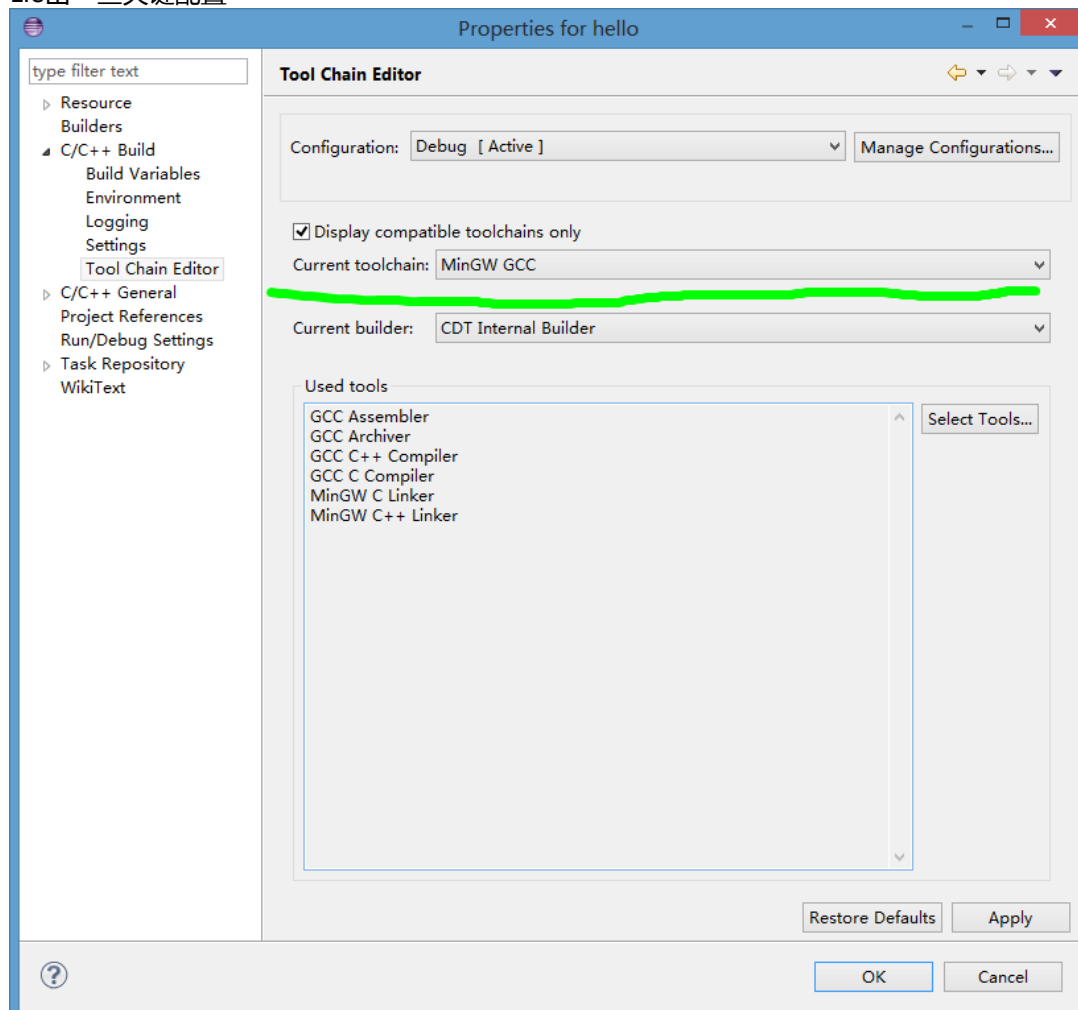 Properties for hello
type filter text
Tool Chain Editor
Resource
Builders
C/C++ Build
Build Variables
Environment
Logging
Settings
Tool Chain Editor
C/C++ General
Project References
Run/Debug Settings
Task Repository
WikiText
Configuration: Debug [ Active ]
Manage Configurations...
Display compatible toolchains only
Current toolchain: MinGW GCC
Current builder: CDT Internal Builder
Used tools
GCC Assembler
GCC Archiver
GCC C++ Compiler
GCC C Compiler
MinGW C Linker
MinGW C++ Linker
Select Tools...
Restore Defaults
Apply
OK
Cancel